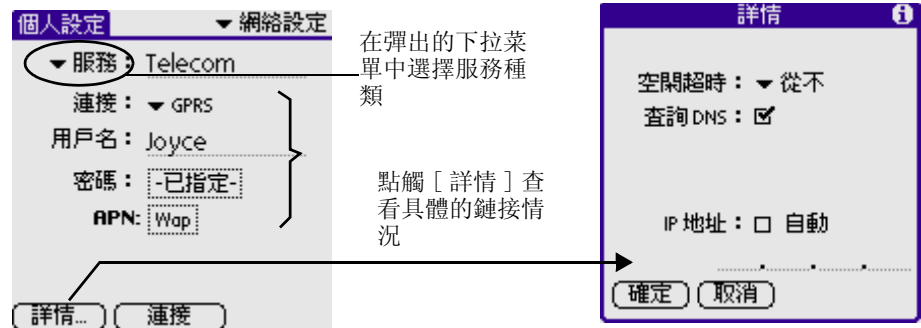 個人設定
網絡設定
服務：Telecom
連接：GPRS
用戶名：Joyce
密碼：-已指定-
APN: Wap
詳情...
連接
在彈出的下拉菜
單中選擇服務種
類
點觸［詳情］查
看具體的鏈接情
況
詳情
空閑超時：從不
查詢 DNS：
IP 地址：自動
確定
取消